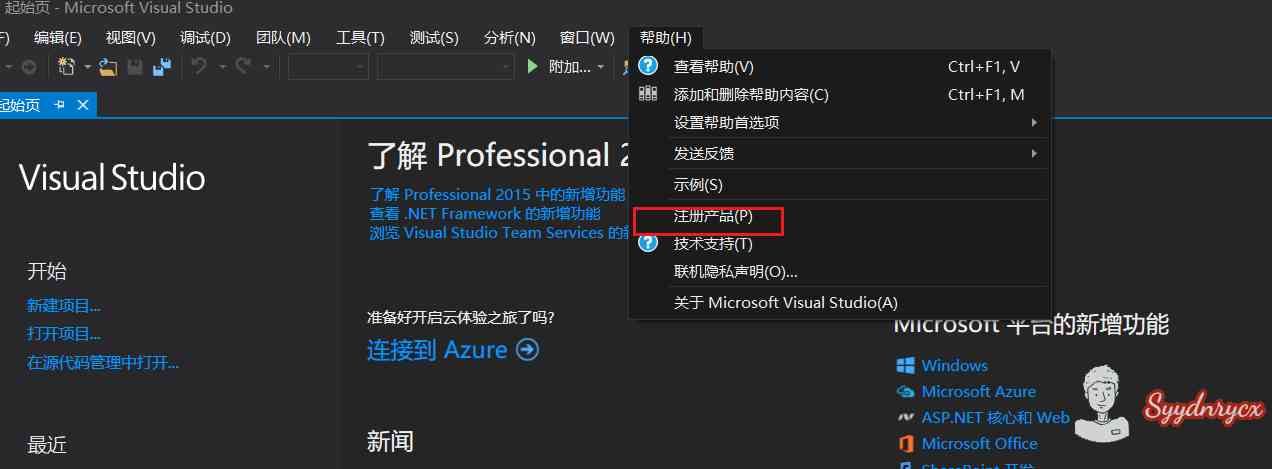 起始页 - Microsoft Visual Studio
F) 编辑(E) 视图(V) 调试(D) 团队(M) 工具(T) 测试(S) 分析(N) 窗口(W) 帮助(H)
附加...
起始页
查看帮助(V) Ctrl+F1, V
添加和删除帮助内容(C) Ctrl+F1, M
设置帮助首选项
发送反馈
示例(S)
注册产品(P)
技术支持(T)
联机隐私声明(O)...
关于 Microsoft Visual Studio(A)
Visual Studio
开始
新建项目...
打开项目...
在源代码管理中打开...
最近
了解 Professional 2
了解 Professional 2015 中的新增功能
查看 .NET Framework 的新增功能
浏览 Visual Studio Team Services 的新
准备好开启云体验之旅了吗?
连接到 Azure
新闻
Microsoft 平台的新增功能
Windows
Microsoft Azure
ASP.NET 核心和 Web
Microsoft Office
SharePoint 开发
Syydnrycx